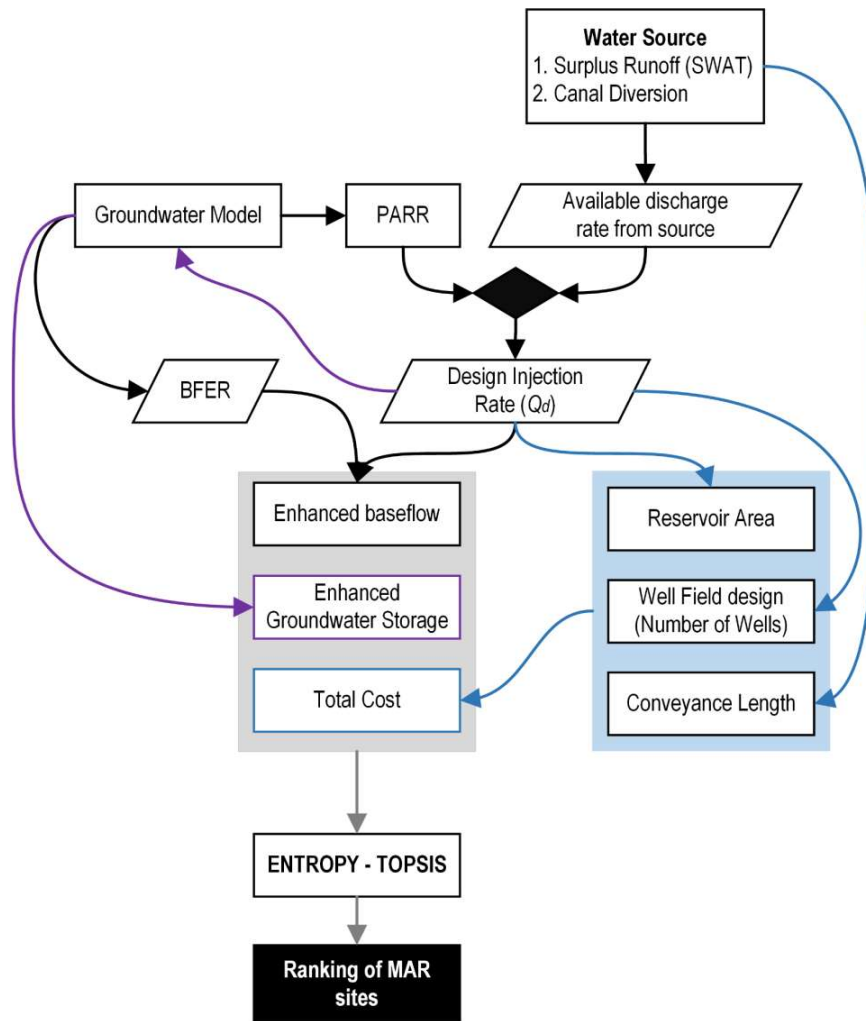 Water Source
1. Surplus Runoff (SWAT)
2. Canal Diversion
Groundwater Model
PARR
Available discharge
rate from source
BFER
Design Injection
Rate (Qd)
Enhanced baseflow
Reservoir Area
Enhanced
Groundwater Storage
Well Field design
(Number of Wells)
Total Cost
Conveyance Length
ENTROPY - TOPSIS
Ranking of MAR
sites